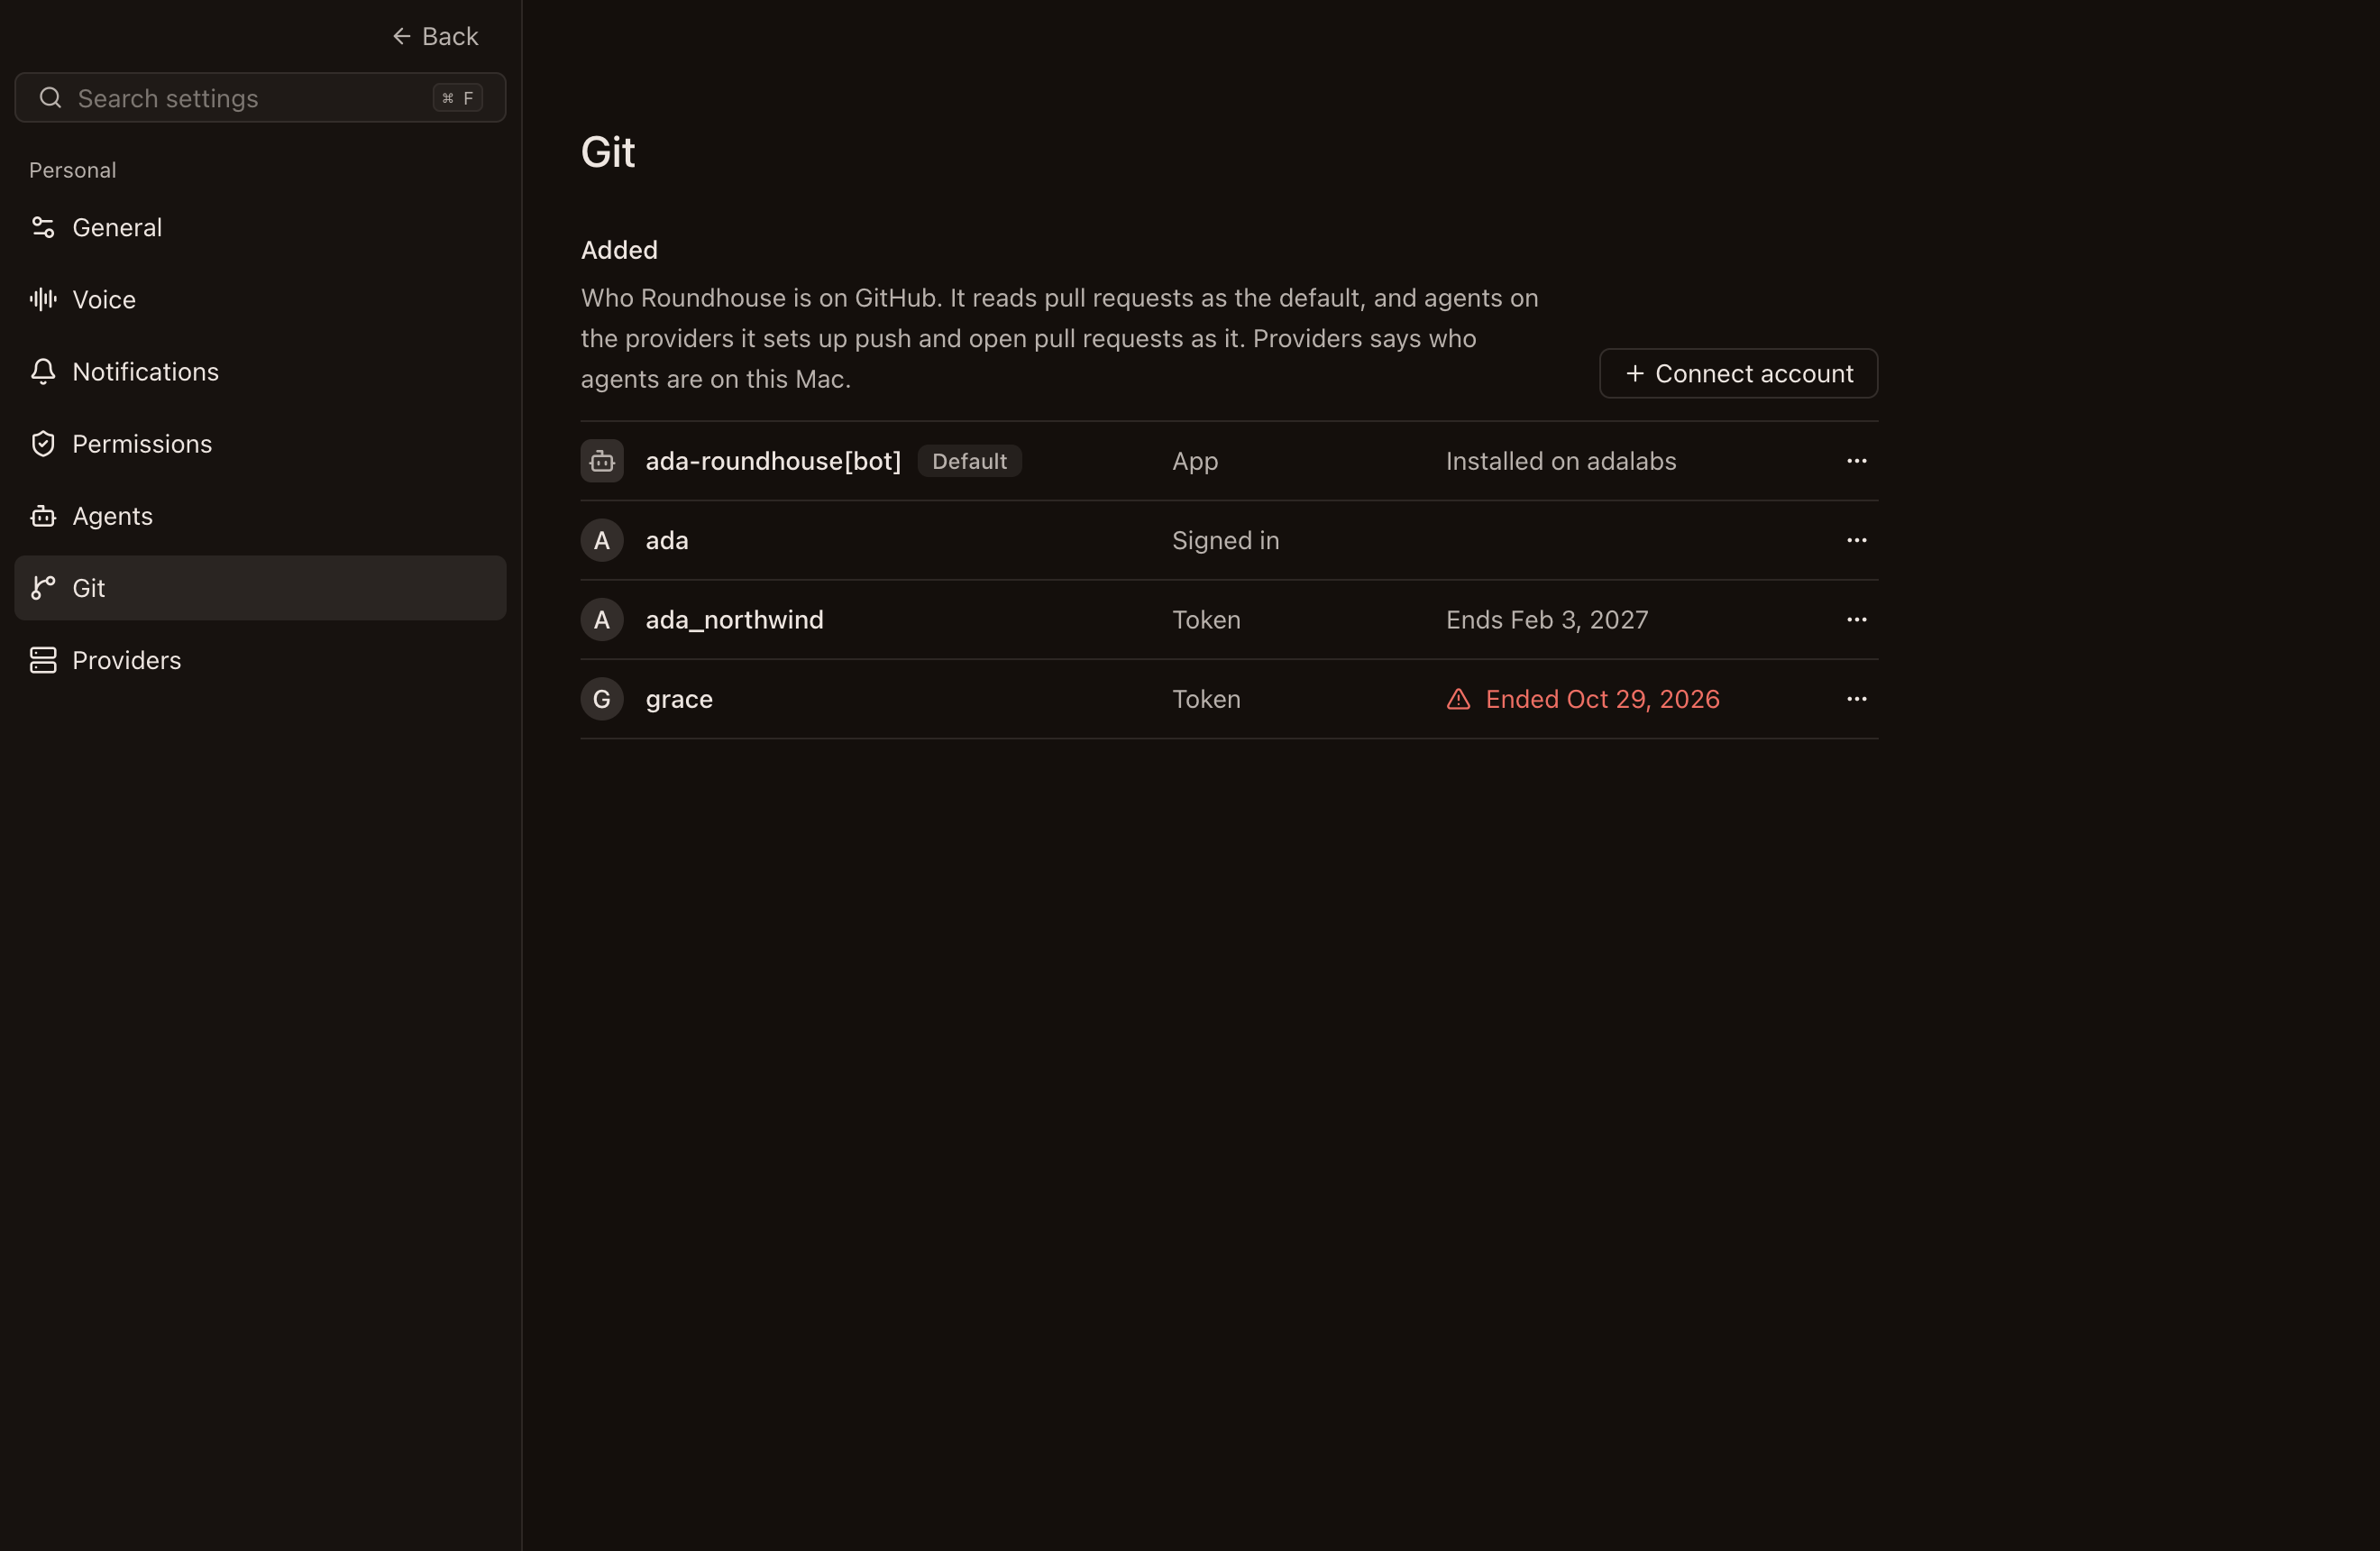 Back
Search settings
⌘ F
Personal
General
Voice
Notifications
Permissions
Agents
Git
Providers
Git
Added
Who Roundhouse is on GitHub. It reads pull requests as the default, and agents on
the providers it sets up push and open pull requests as it. Providers says who
agents are on this Mac.
Connect account
ada-roundhouse[bot] Default App Installed on adalabs
A ada Signed in
A ada_northwind Token Ends Feb 3, 2027
G grace Token Ended Oct 29, 2026